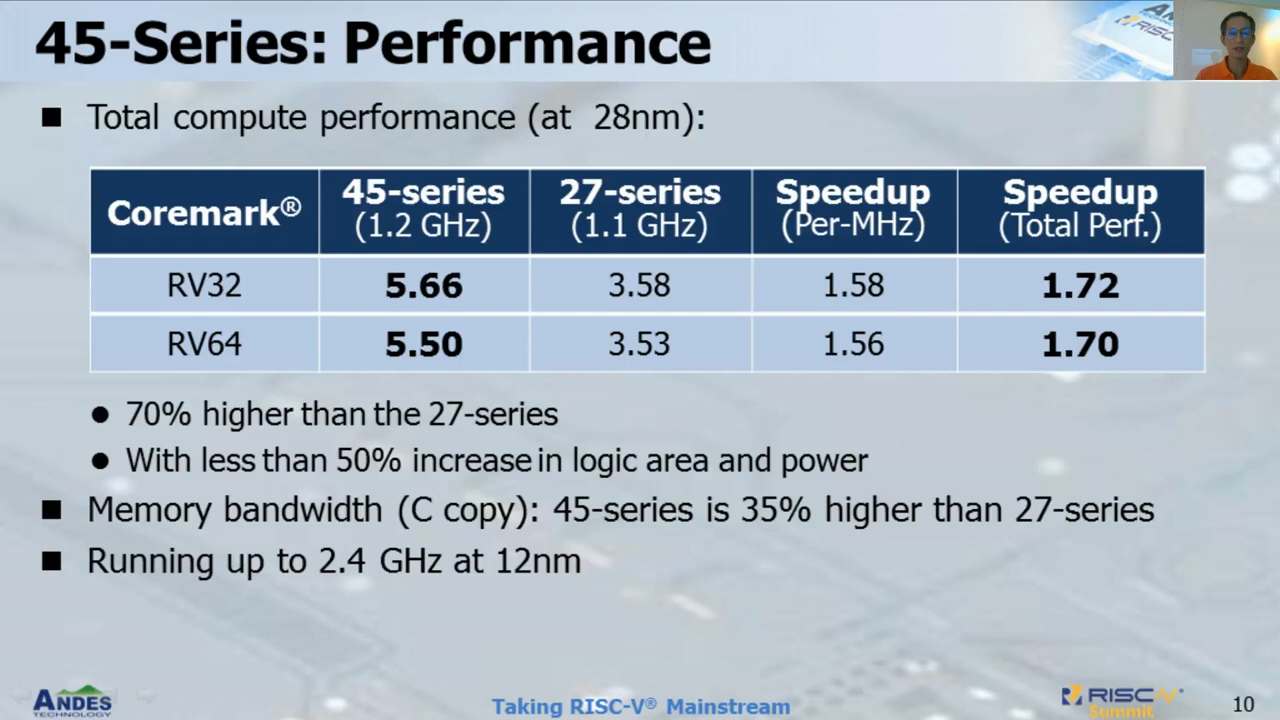 45-Series: Performance
Total compute performance (at 28nm):
Coremark® 45-series (1.2 GHz) 27-series (1.1 GHz) Speedup (Per-MHz) Speedup (Total Perf.)
RV32 5.66 3.58 1.58 1.72
RV64 5.50 3.53 1.56 1.70
70% higher than the 27-series
With less than 50% increase in logic area and power
Memory bandwidth (C copy): 45-series is 35% higher than 27-series
Running up to 2.4 GHz at 12nm
ANDES TECHNOLOGY
Taking RISC-V® Mainstream
RISC-V Summit
10